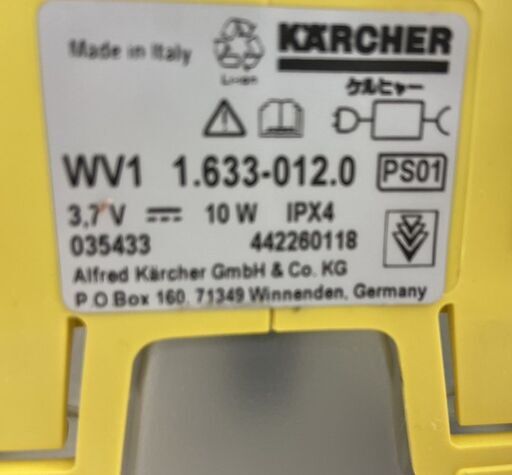 Made in Italy
Li-ion
KÄRCHER
ケルヒャー
WV1 1.633-012.0 PS01
3,7 V 10 W IPX4
035433 442260118
Alfred Kärcher GmbH & Co. KG
P.O.Box 160, 71349 Winnenden, Germany